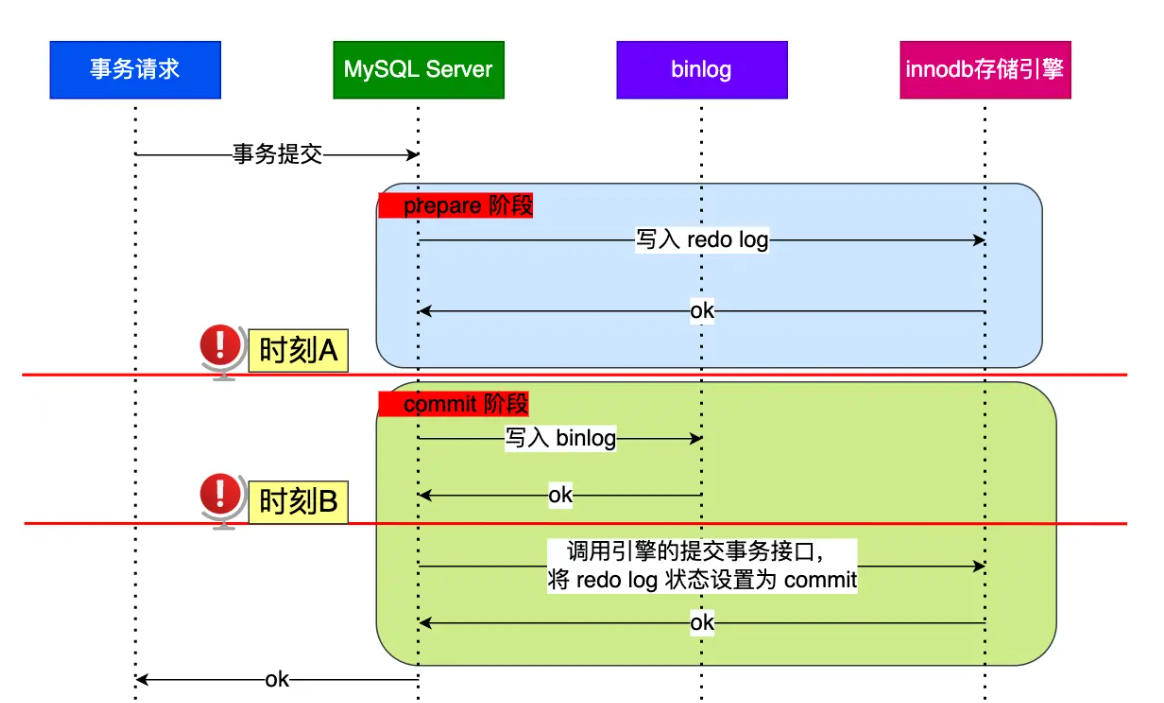 事务请求
MySQL Server
binlog
innodb存储引擎
事务提交
prepare 阶段
写入 redo log
ok
时刻A
commit 阶段
写入 binlog
ok
时刻B
调用引擎的提交事务接口，
将 redo log 状态设置为 commit
ok
ok